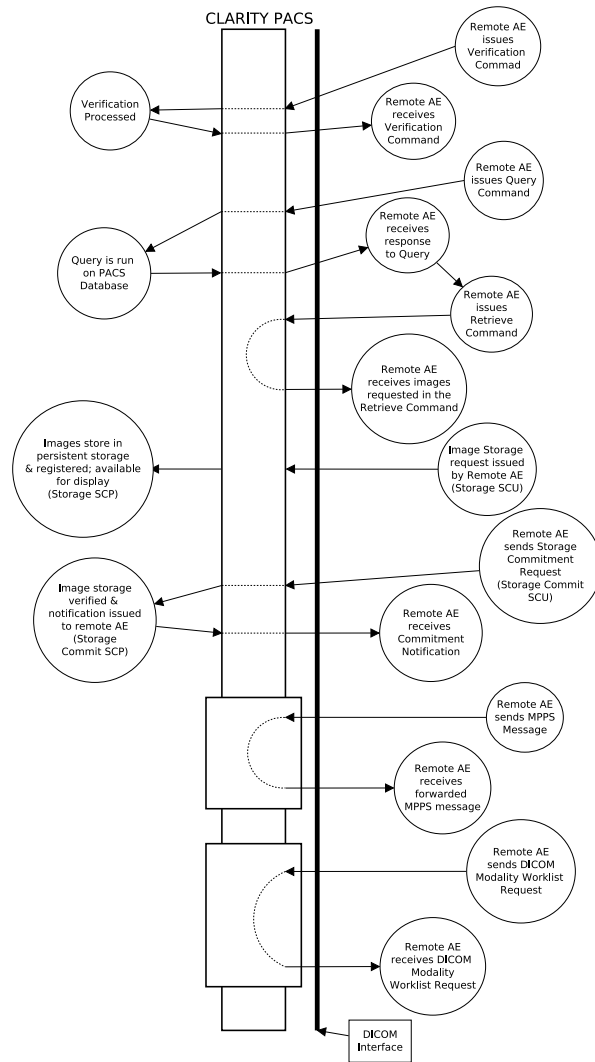 CLARITY PACS
Remote AE
issues
Verification
Commad
Verification
Processed
Remote AE
receives
Verification
Command
Remote AE
issues Query
Command
Remote AE
receives
response
to Query
Query is run
on PACS
Database
Remote AE
issues
Retrieve
Command
Remote AE
receives images
requested in the
Retrieve Command
Images store in
persistent storage
& registered; available
for display
(Storage SCP)
Image Storage
request issued
by Remote AE
(Storage SCU)
Remote AE
sends Storage
Commitment
Request
(Storage Commit
SCU)
Image storage
verified &
notification issued
to remote AE
(Storage
Commit SCP)
Remote AE
receives
Commitment
Notification
Remote AE
sends MPPS
Message
Remote AE
receives
forwarded
MPPS message
Remote AE
sends DICOM
Modality Worklist
Request
Remote AE
receives DICOM
Modality
Worklist Request
DICOM
Interface